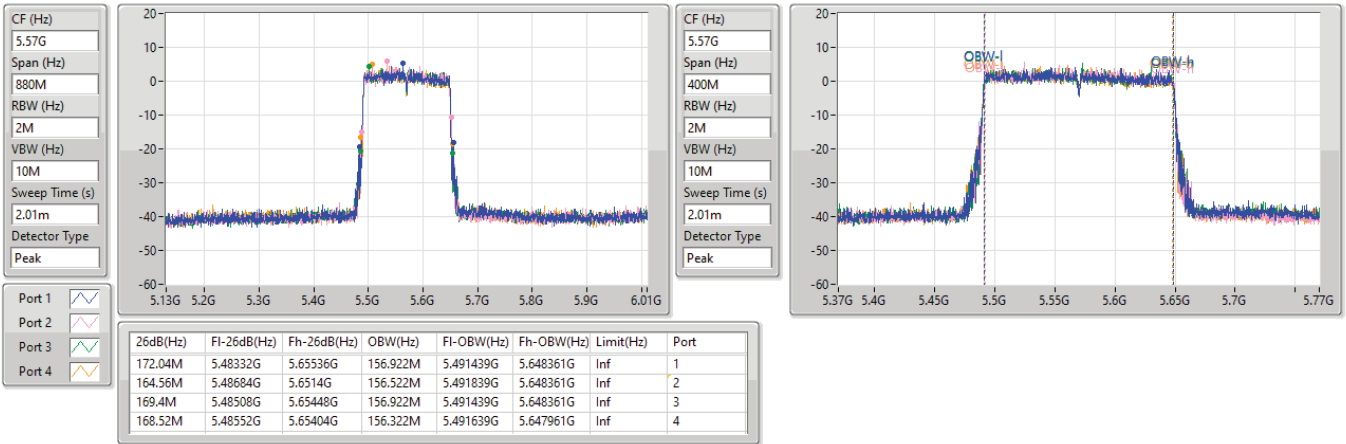 CF (Hz)
5.57G
Span (Hz)
880M
RBW (Hz)
2M
VBW (Hz)
10M
Sweep Time (s)
2.01m
Detector Type
Peak
20
10
0
-10
-20
-30
-40
-50
-60
5.13G 5.2G 5.3G 5.4G 5.5G 5.6G 5.7G 5.8G 5.9G 6.01G
CF (Hz)
5.57G
Span (Hz)
400M
RBW (Hz)
2M
VBW (Hz)
10M
Sweep Time (s)
2.01m
Detector Type
Peak
20
10
0
-10
-20
-30
-40
-50
-60
OBW-l
OBW-h
5.37G 5.4G 5.45G 5.5G 5.55G 5.6G 5.65G 5.7G 5.77G
Port 1
Port 2
Port 3
Port 4
26dB(Hz) Fl-26dB(Hz) Fh-26dB(Hz) OBW(Hz) Fl-OBW(Hz) Fh-OBW(Hz) Limit(Hz) Port
172.04M 5.48332G 5.65536G 156.922M 5.491439G 5.648361G Inf 1
164.56M 5.48684G 5.6514G 156.522M 5.491839G 5.648361G Inf 2
169.4M 5.48508G 5.65448G 156.922M 5.491439G 5.648361G Inf 3
168.52M 5.48552G 5.65404G 156.322M 5.491639G 5.647961G Inf 4